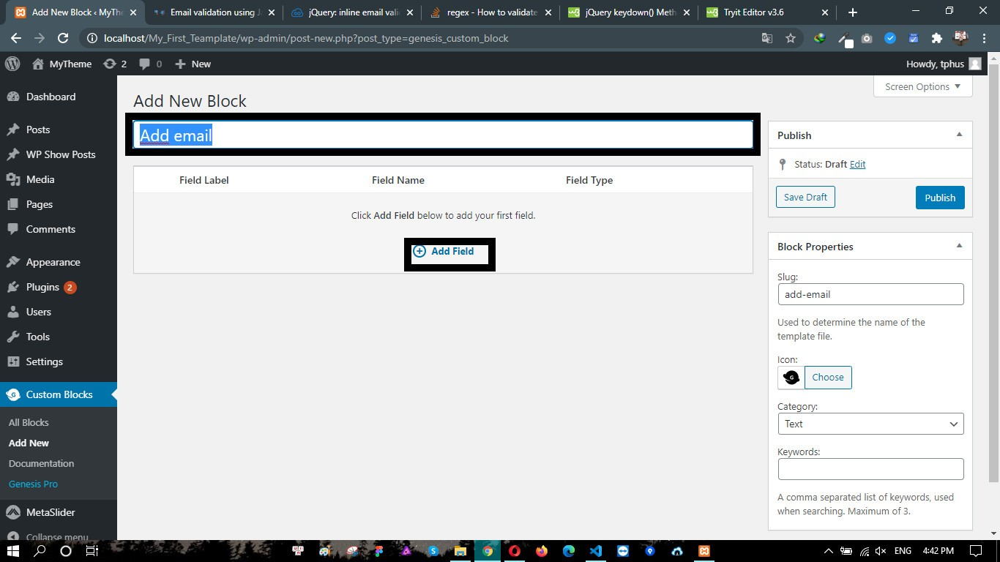 Add New Block ‹ MyThe
Email validation using Ja
jQuery: inline email vali
regex - How to validate
jQuery keydown() Meth
Tryit Editor v3.6
localhost/My_First_Teamplate/wp-admin/post-new.php?post_type=genesis_custom_block
MyTheme
2
0
New
Howdy, tphus
Screen Options
Dashboard
Posts
WP Show Posts
Media
Pages
Comments
Appearance
Plugins 2
Users
Tools
Settings
Custom Blocks
All Blocks
Add New
Documentation
Genesis Pro
MetaSlider
Collapse menu
Add New Block
Add email
Field Label
Field Name
Field Type
Click Add Field below to add your first field.
Add Field
Publish
Status: Draft Edit
Save Draft
Publish
Block Properties
Slug:
add-email
Used to determine the name of the
template file.
Icon:
Choose
Category:
Text
Keywords:
A comma separated list of keywords, used
when searching. Maximum of 3.
ENG
4:42 PM